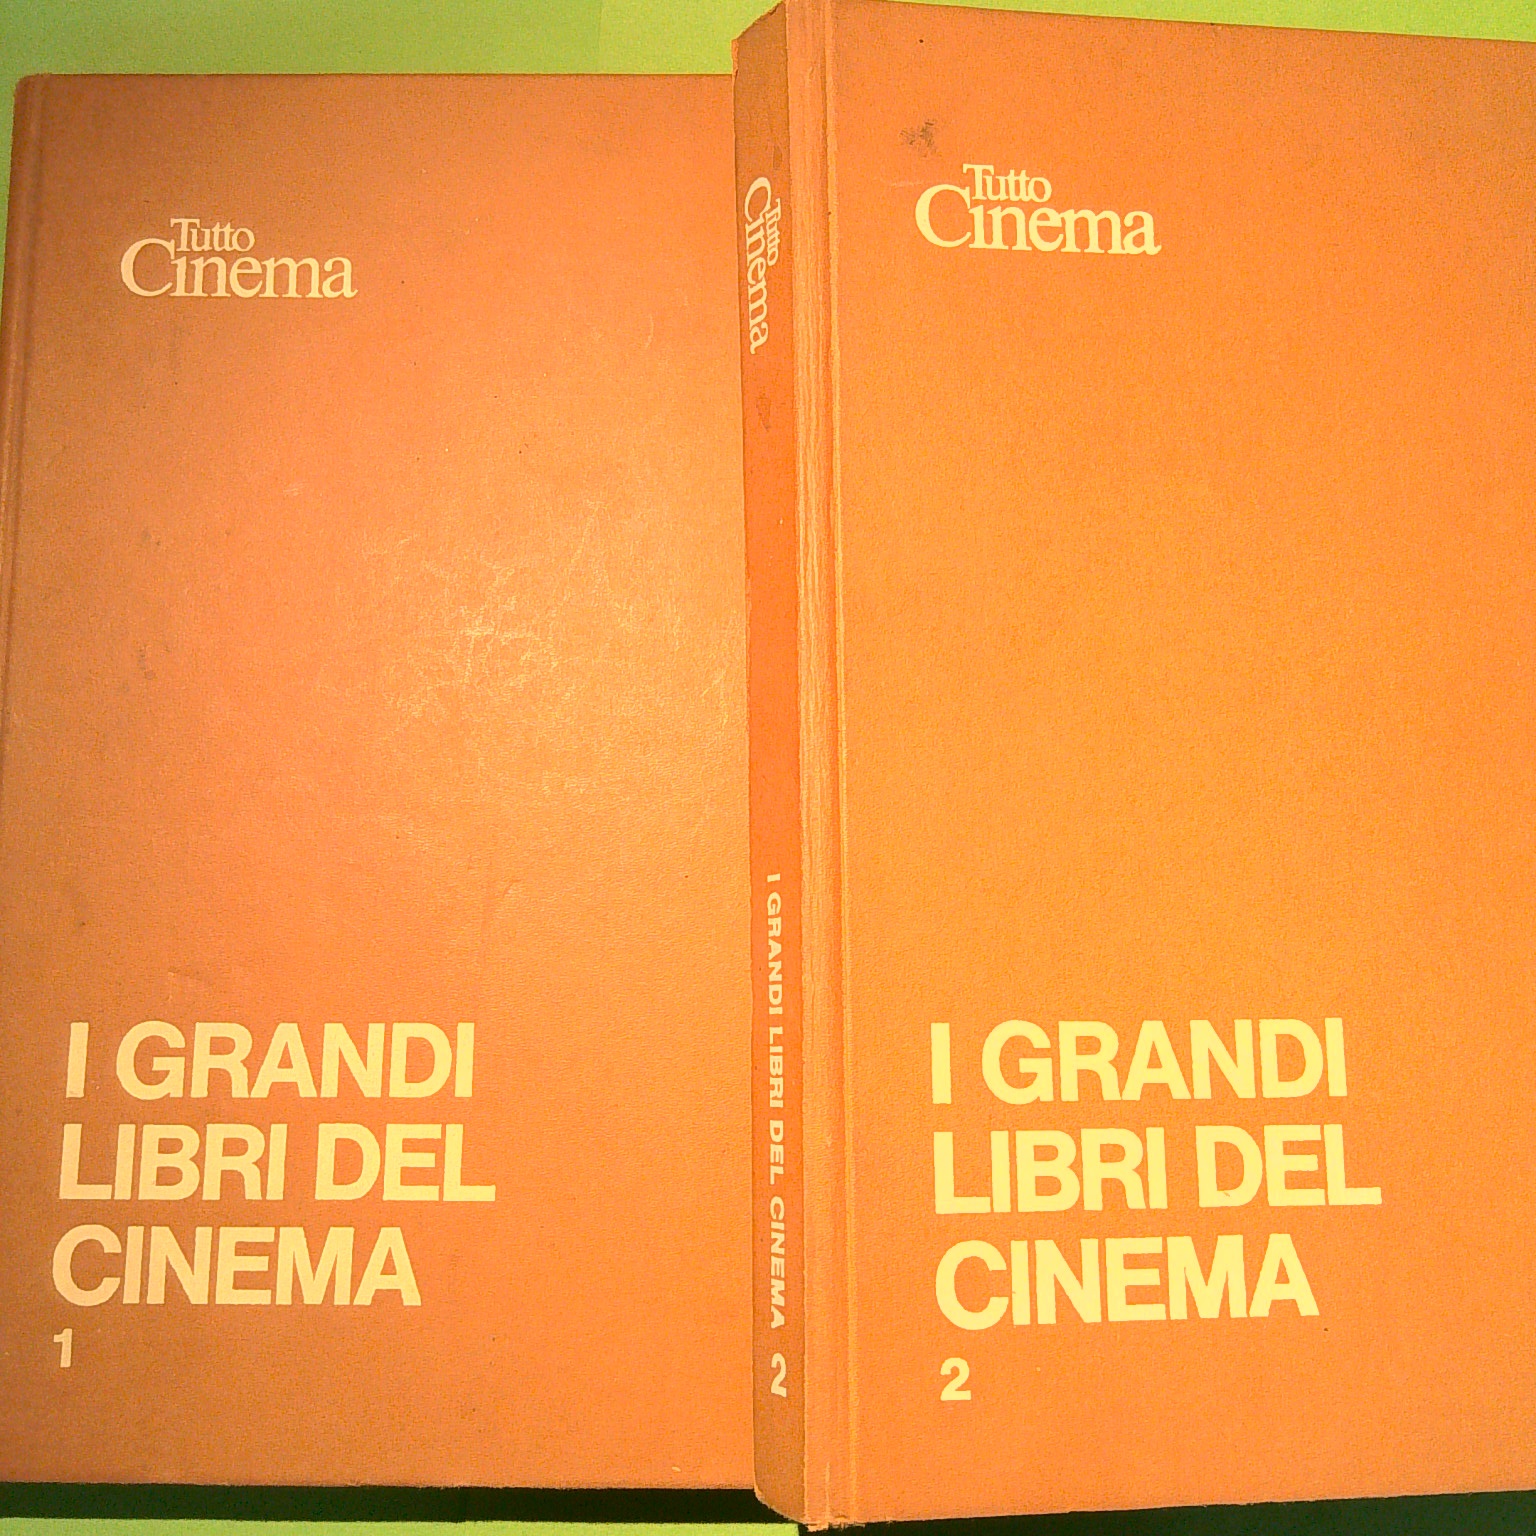 Tutto
Cinema
I GRANDI
LIBRI DEL
CINEMA
1
Tutto
Cinema
I GRANDI LIBRI DEL CINEMA 2
Tutto
Cinema
I GRANDI
LIBRI DEL
CINEMA
2